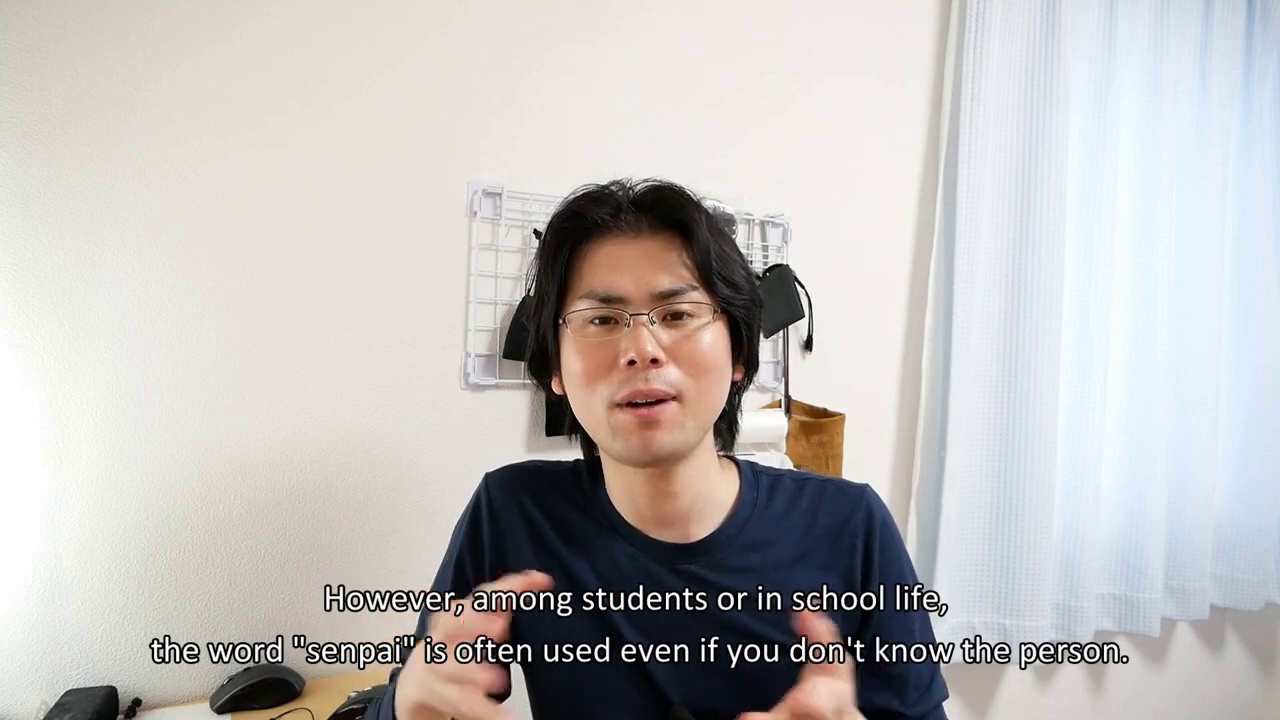 However, among students or in school life,
the word "senpai" is often used even if you don't know the person.